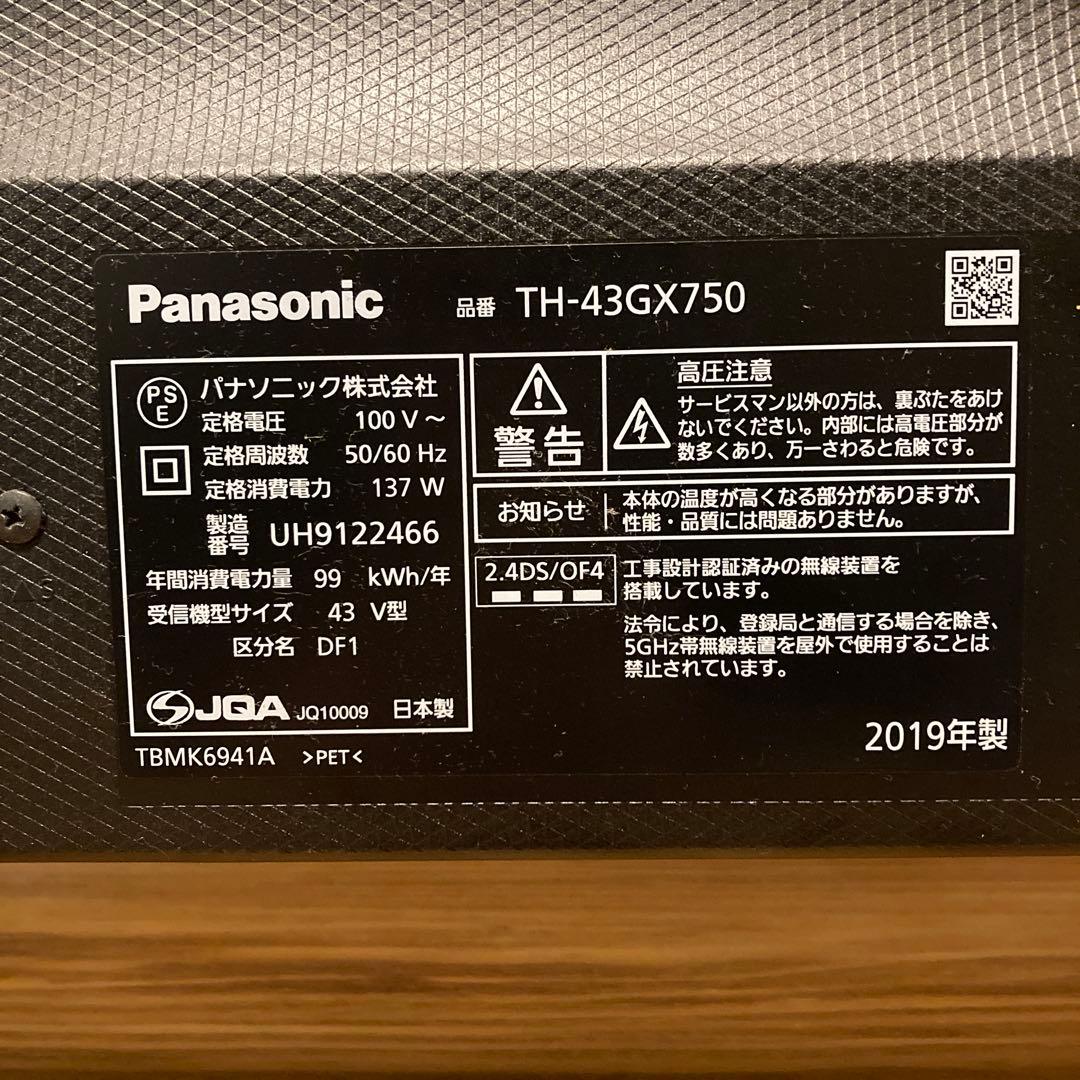 Panasonic 品番 TH-43GX750
PS
E
パナソニック株式会社
定格電圧 100 V ～
定格周波数 50/60 Hz
定格消費電力 137 W
製造
番号 UH9122466
年間消費電力量 99 kWh/年
受信機型サイズ 43 V型
区分名 DF1
JQA JQ10009 日本製
TBMK6941A >PET<
警告
高圧注意
サービスマン以外の方は、裏ぶたをあけ
ないでください。内部には高電圧部分が
数多くあり、万一さわると危険です。
お知らせ
本体の温度が高くなる部分がありますが、
性能・品質には問題ありません。
2.4DS/OF4
工事設計認証済みの無線装置を
搭載しています。
法令により、登録局と通信する場合を除き、
5GHz帯無線装置を屋外で使用することは
禁止されています。
2019年製